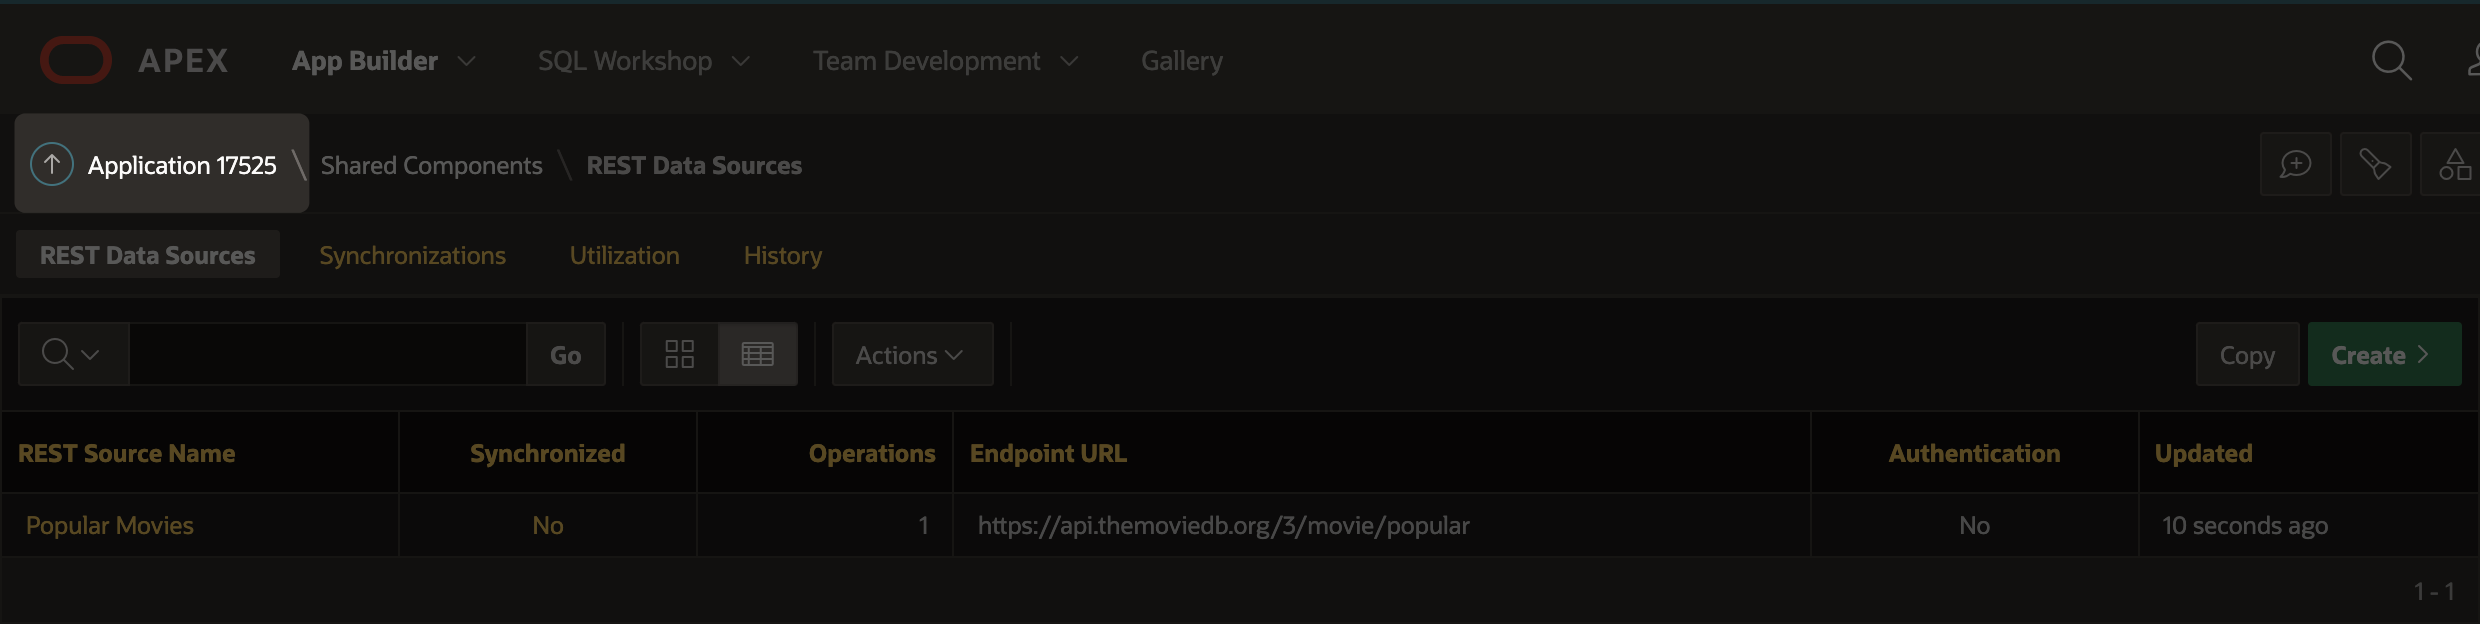 APEX App Builder SQL Workshop Team Development Gallery
Application 17525 \ Shared Components \ REST Data Sources
REST Data Sources Synchronizations Utilization History
Go Actions Copy Create
REST Source Name Synchronized Operations Endpoint URL Authentication Updated
Popular Movies No 1 https://api.themoviedb.org/3/movie/popular No 10 seconds ago
1 - 1